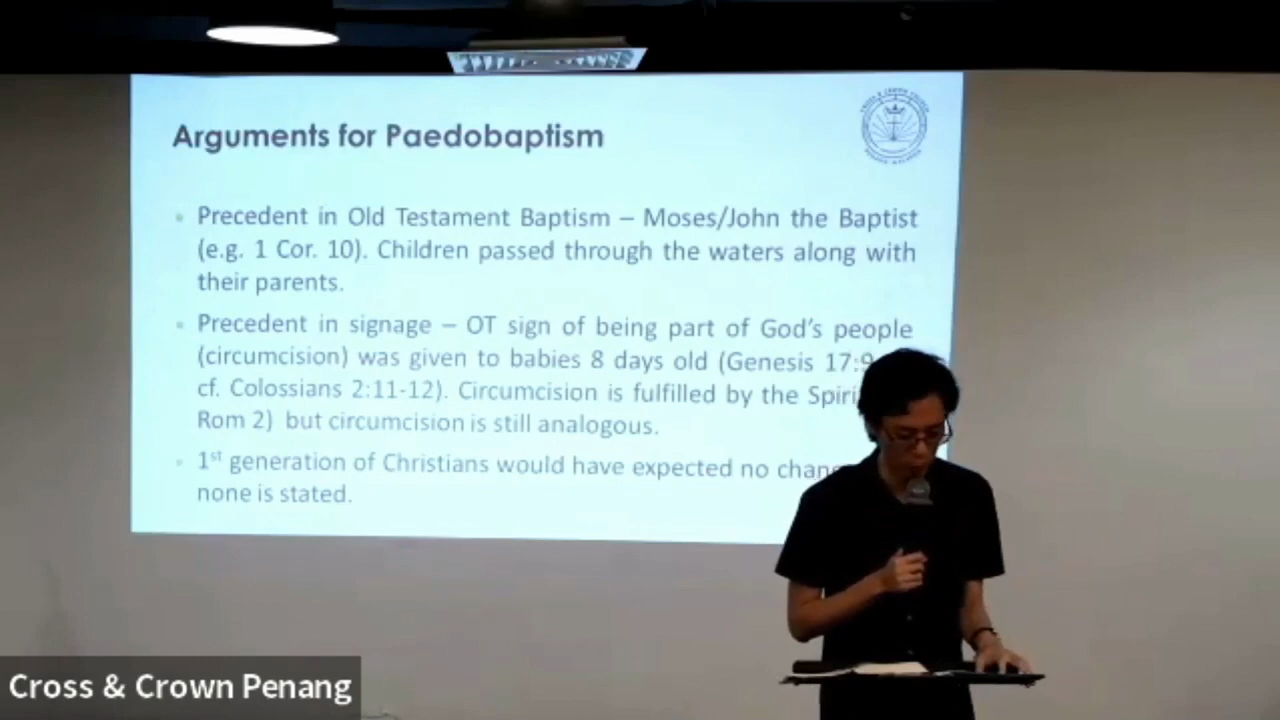 Arguments for Paedobaptism
CROSS & CROWN CHURCH
Precedent in Old Testament Baptism – Moses/John the Baptist
(e.g. 1 Cor. 10). Children passed through the waters along with
their parents.
Precedent in signage – OT sign of being part of God's people
(circumcision) was given to babies 8 days old (Genesis 17:9
cf. Colossians 2:11-12). Circumcision is fulfilled by the
Rom 2) but circumcision is still analogous.
1st generation of Christians would have expected no
none is stated.
Cross & Crown Penang